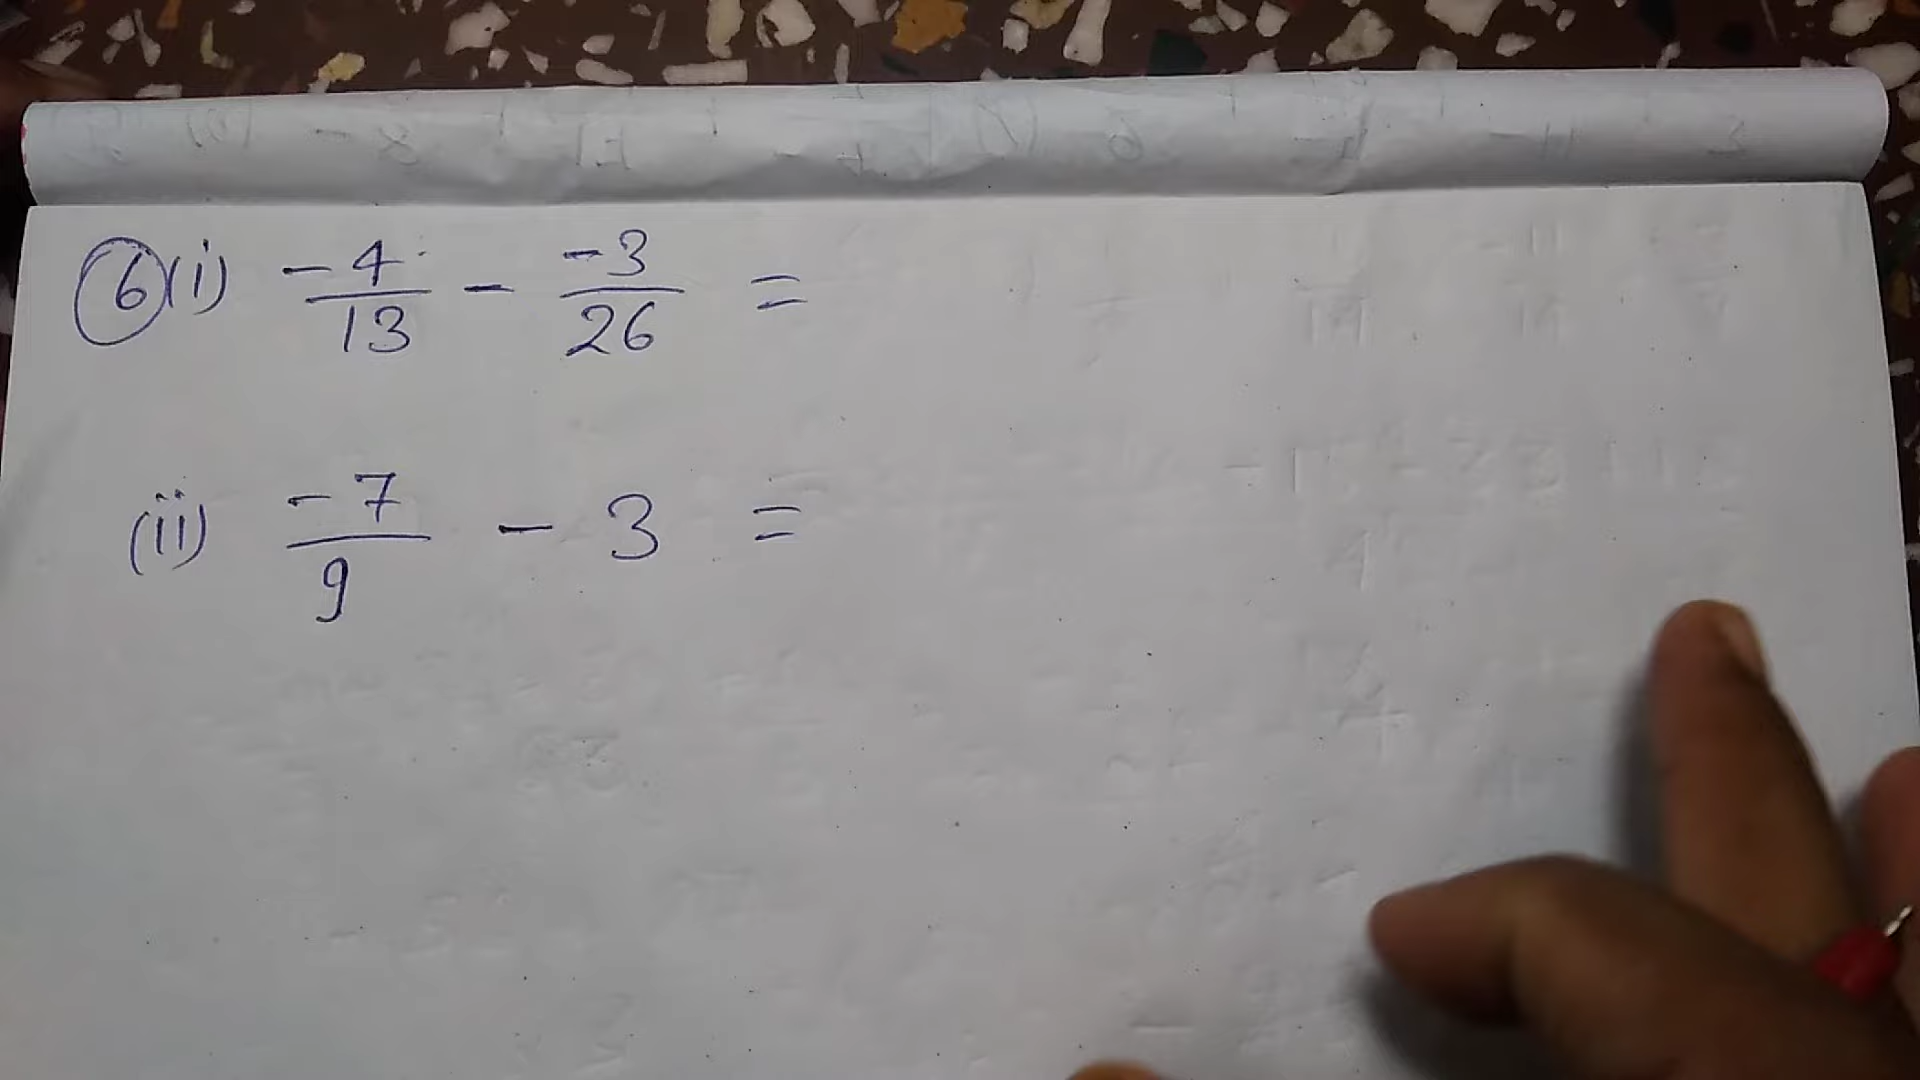 6 (i) -4/13 - -3/26 =
(ii) -7/9 - 3 =